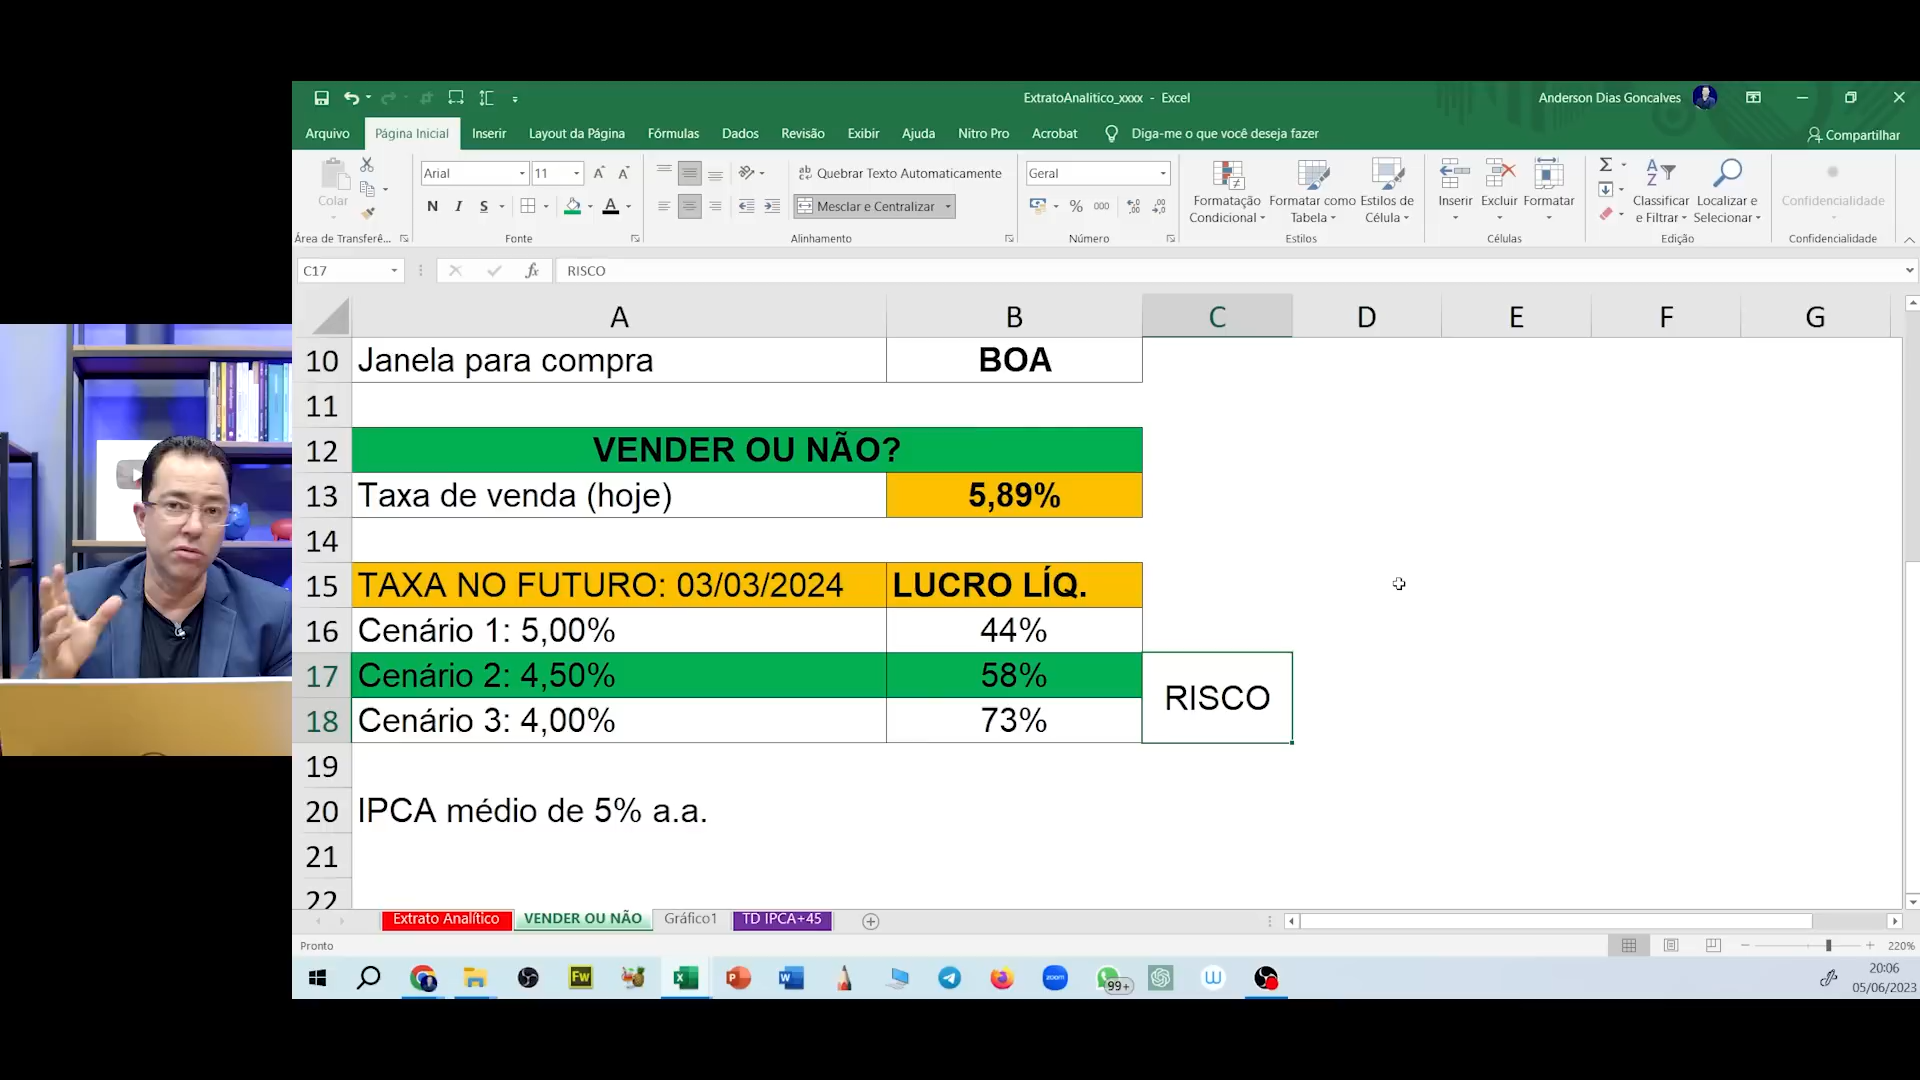 ExtratoAnalitico_xxxx - Excel
Anderson Dias Goncalves
Arquivo Página Inicial Inserir Layout da Página Fórmulas Dados Revisão Exibir Ajuda Nitro Pro Acrobat Diga-me o que você deseja fazer
Compartilhar
Colar
Arial 11
N I S
Quebrar Texto Automaticamente
Mesclar e Centralizar
Geral
% 000
Formatação Condicional
Formatar como Tabela
Estilos de Célula
Inserir Excluir Formatar
Classificar e Filtrar
Localizar e Selecionar
Confidencialidade
Área de Transferê... Fonte Alinhamento Número Estilos Células Edição Confidencialidade
C17 fx RISCO
A B C D E F G
10 Janela para compra BOA
11
12 VENDER OU NÃO?
13 Taxa de venda (hoje) 5,89%
14
15 TAXA NO FUTURO: 03/03/2024 LUCRO LÍQ.
16 Cenário 1: 5,00% 44%
17 Cenário 2: 4,50% 58%
RISCO
18 Cenário 3: 4,00% 73%
19
20 IPCA médio de 5% a.a.
21
22
Extrato Analítico VENDER OU NÃO Gráfico1 TD IPCA+45
Pronto
220%
Fw
zoom
99+
20:06
05/06/2023